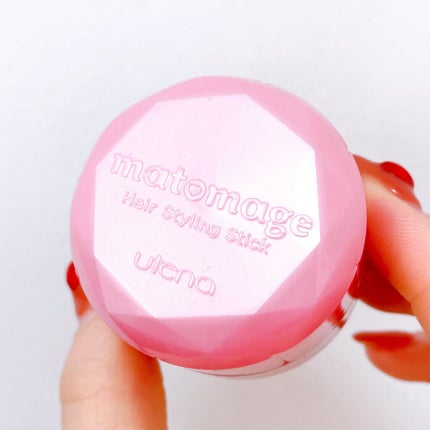 matomage
Hair Styling Stick
utena